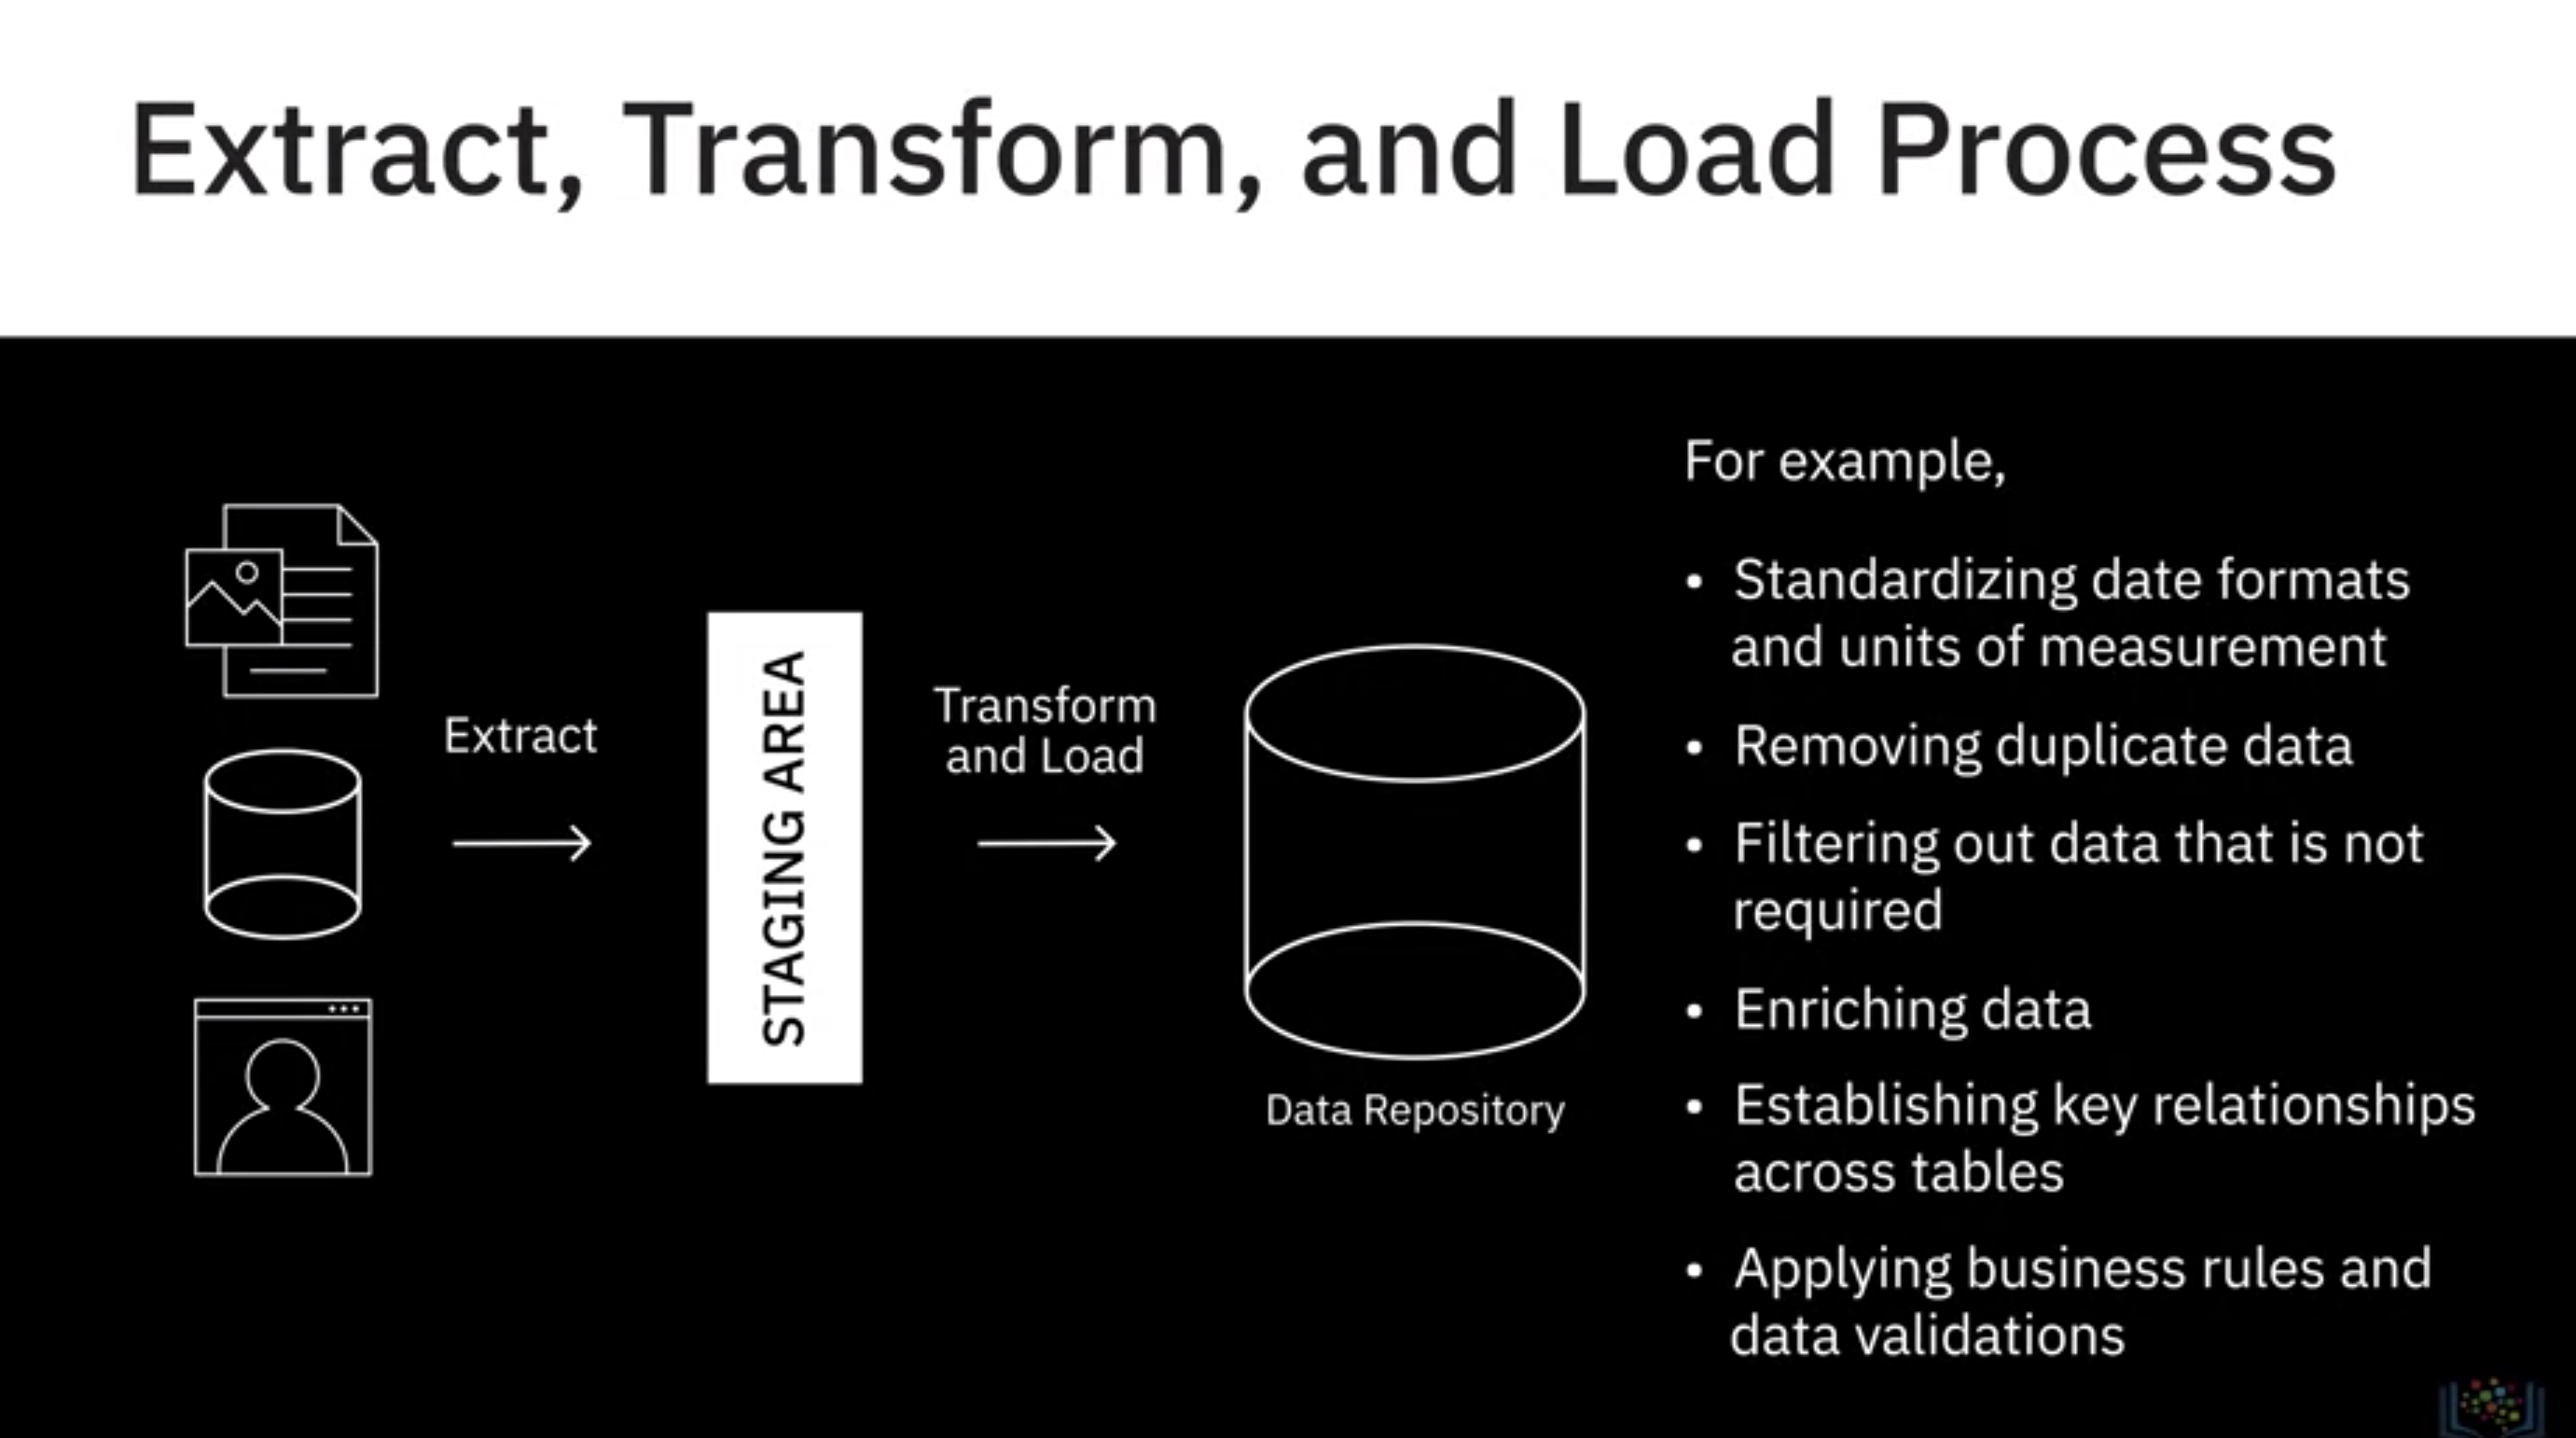 Extract, Transform, and Load Process
Extract
STAGING AREA
Transform
and Load
Data Repository
For example,
• Standardizing date formats
and units of measurement
• Removing duplicate data
• Filtering out data that is not
required
• Enriching data
• Establishing key relationships
across tables
• Applying business rules and
data validations